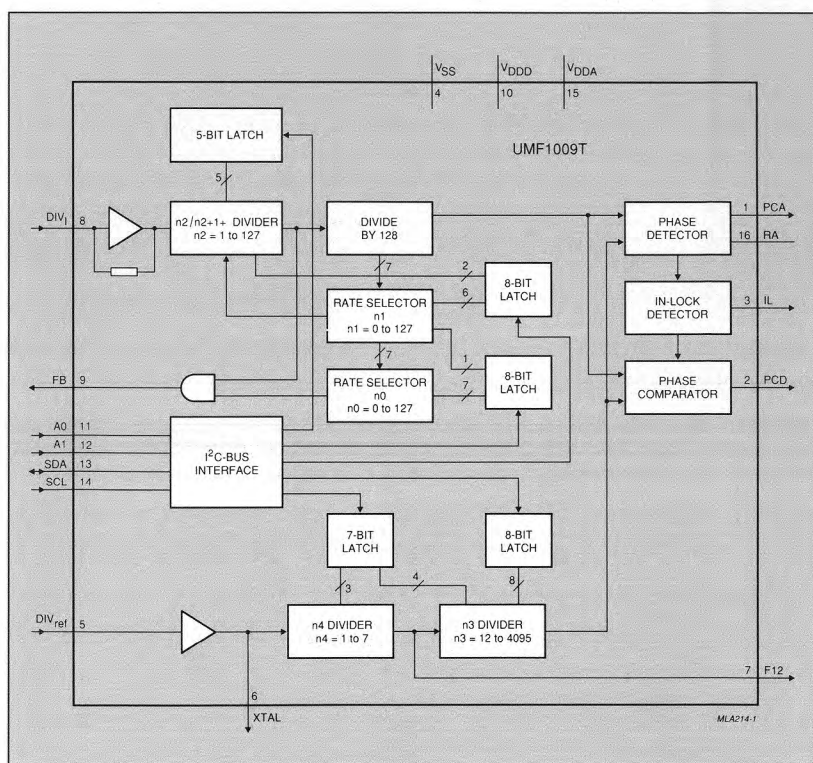 VSS
4
VDDD
10
VDDA
15
UMF1009T
5-BIT LATCH
5
DIVI
8
n2/n2+1+ DIVIDER
n2 = 1 to 127
DIVIDE
BY 128
PHASE
DETECTOR
1
PCA
16
RA
7
2
6
8-BIT
LATCH
RATE SELECTOR
n1
n1 = 0 to 127
IN-LOCK
DETECTOR
3
IL
7
1
7
8-BIT
LATCH
FB
9
RATE SELECTOR
n0
n0 = 0 to 127
PHASE
COMPARATOR
2
PCD
A0
11
A1
12
SDA
13
SCL
14
I2C-BUS
INTERFACE
7-BIT
LATCH
8-BIT
LATCH
3
4
8
DIVref
5
n4 DIVIDER
n4 = 1 to 7
n3 DIVIDER
n3 = 12 to 4095
7
F12
6
XTAL
MLA214-1